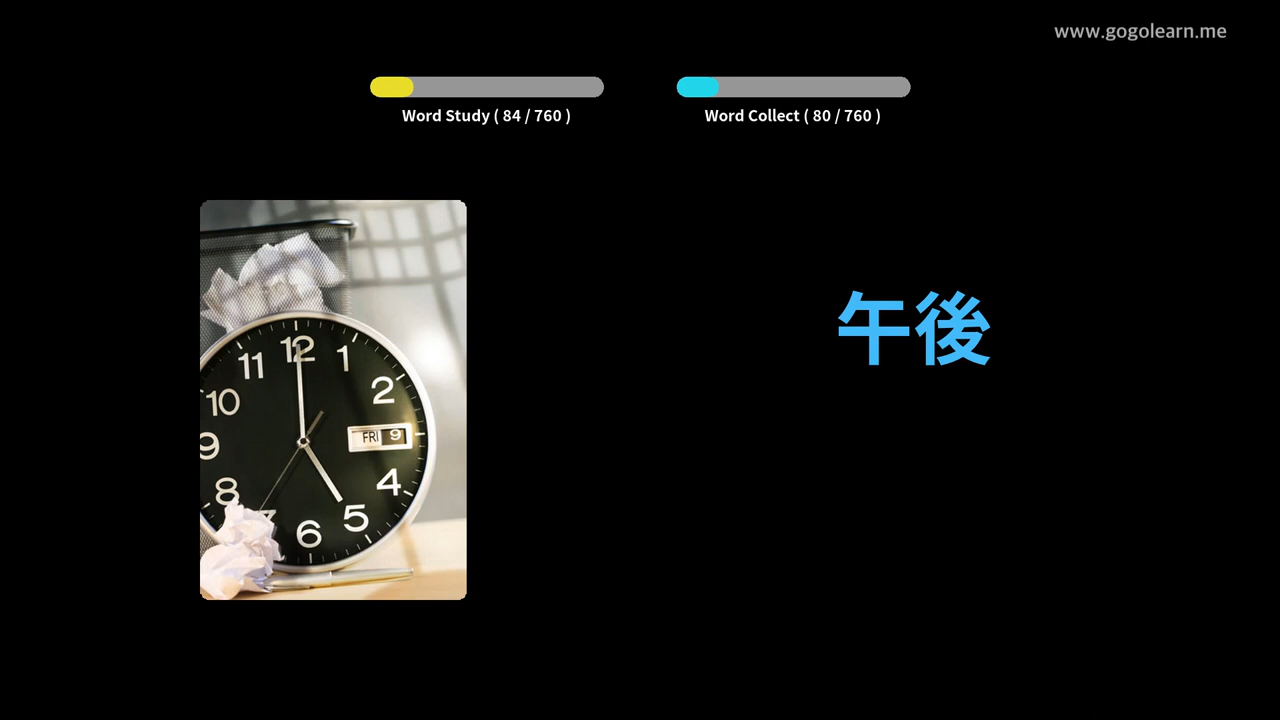 www.gogolearn.me
Word Study ( 84 / 760 )
Word Collect ( 80 / 760 )
午後
12
11
1
10
2
FRI 9
9
8
4
7
5
6